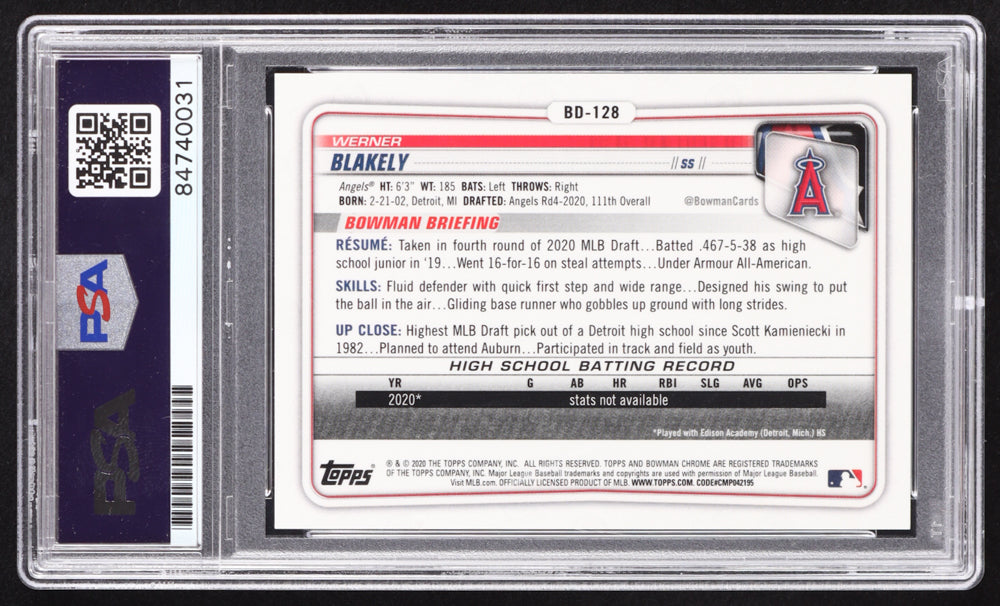 84740031
PSA
PSA
BD-128
WERNER
BLAKELY // SS //
Angels® HT: 6'3" WT: 185 BATS: Left THROWS: Right
BORN: 2-21-02, Detroit, MI DRAFTED: Angels Rd4-2020, 111th Overall @BowmanCards
A
BOWMAN BRIEFING
RÉSUMÉ: Taken in fourth round of 2020 MLB Draft...Batted .467-5-38 as high
school junior in '19...Went 16-for-16 on steal attempts...Under Armour All-American.
SKILLS: Fluid defender with quick first step and wide range...Designed his swing to put
the ball in the air...Gliding base runner who gobbles up ground with long strides.
UP CLOSE: Highest MLB Draft pick out of a Detroit high school since Scott Kamieniecki in
1982...Planned to attend Auburn...Participated in track and field as youth.
HIGH SCHOOL BATTING RECORD
YR G AB HR RBI SLG AVG OPS
2020* stats not available
*Played with Edison Academy (Detroit, Mich.) HS
TOPPS® ® & © 2020 THE TOPPS COMPANY, INC. ALL RIGHTS RESERVED. TOPPS AND BOWMAN CHROME ARE REGISTERED TRADEMARKS
OF THE TOPPS COMPANY, INC. Major League Baseball trademarks and copyrights are used with permission of Major League Baseball.
Visit MLB.com. OFFICIALLY LICENSED PRODUCT OF MLB. WWW.TOPPS.COM. CODE#CMP042195